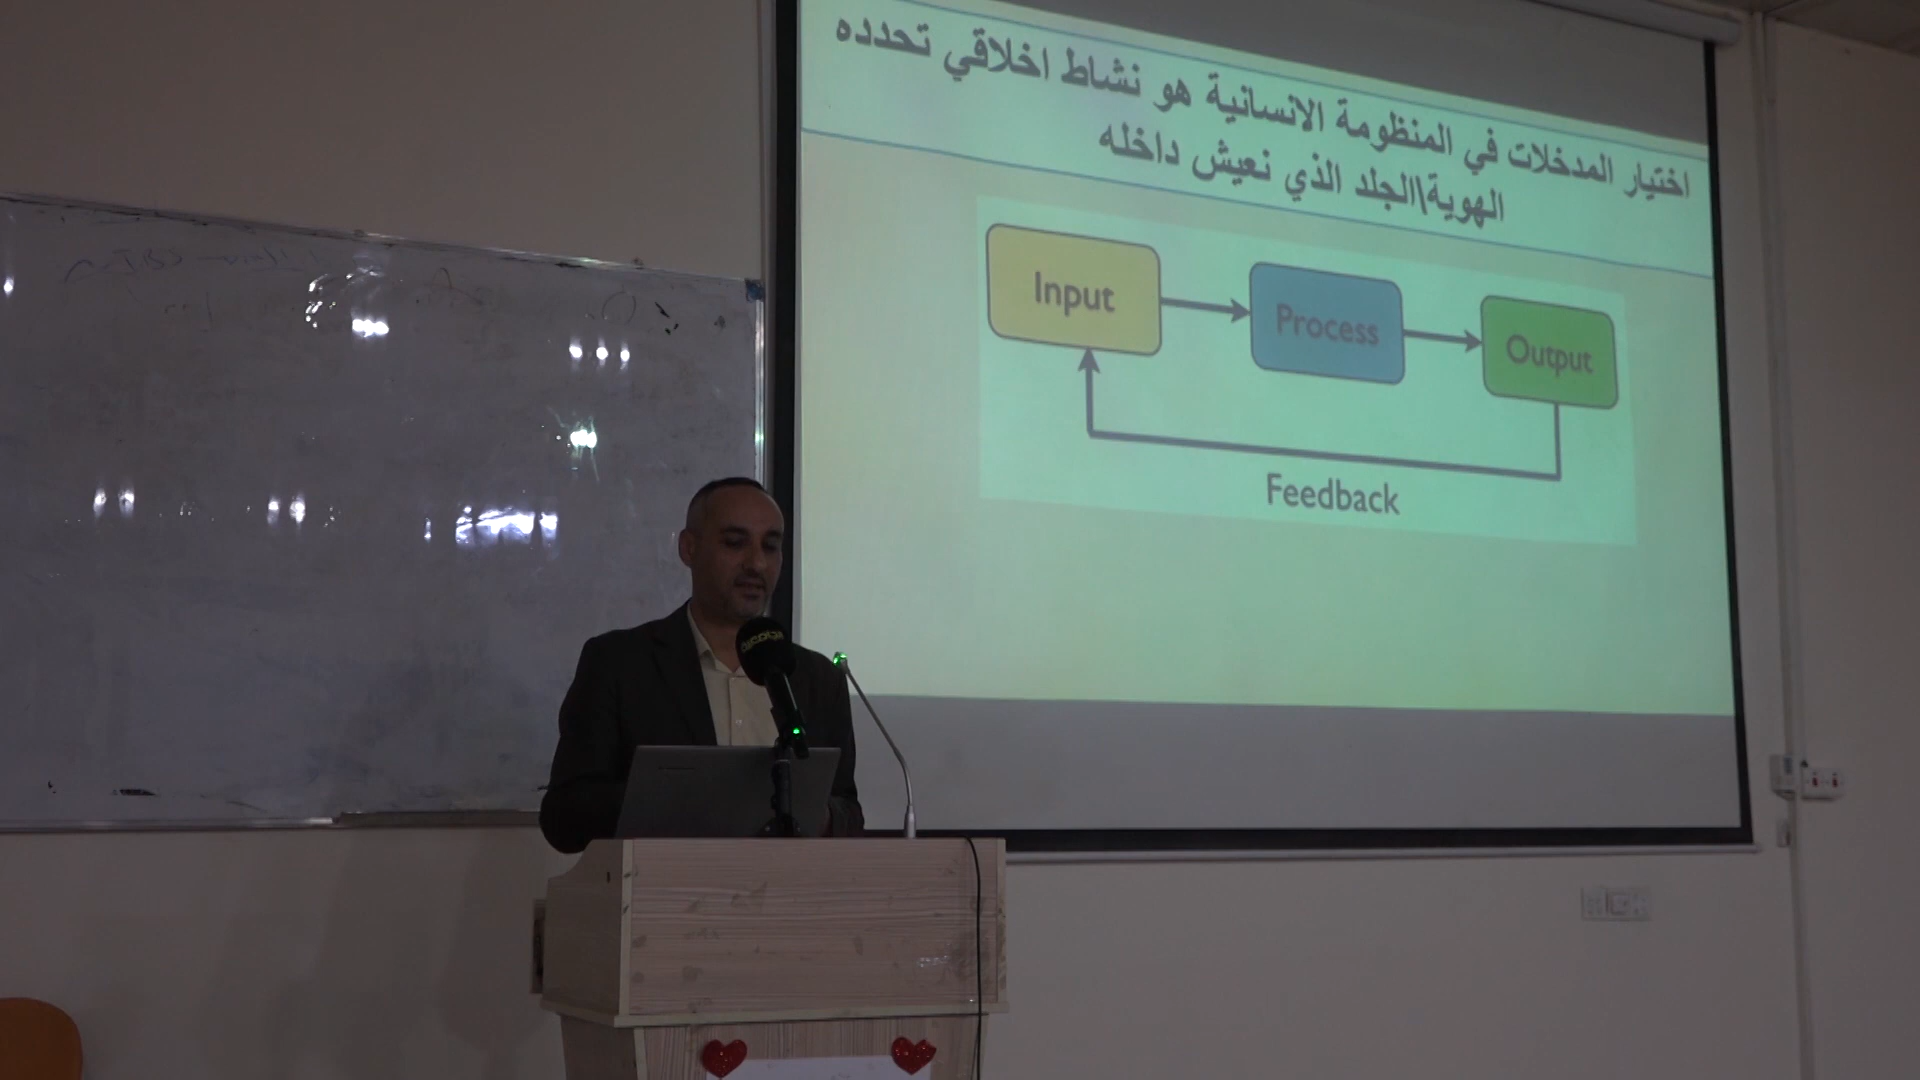 اختيار المدخلات في المنظومة الانسانية هو نشاط اخلاقي تحدده
الهوية\الجلد الذي نعيش داخله
Input
Process
Output
Feedback